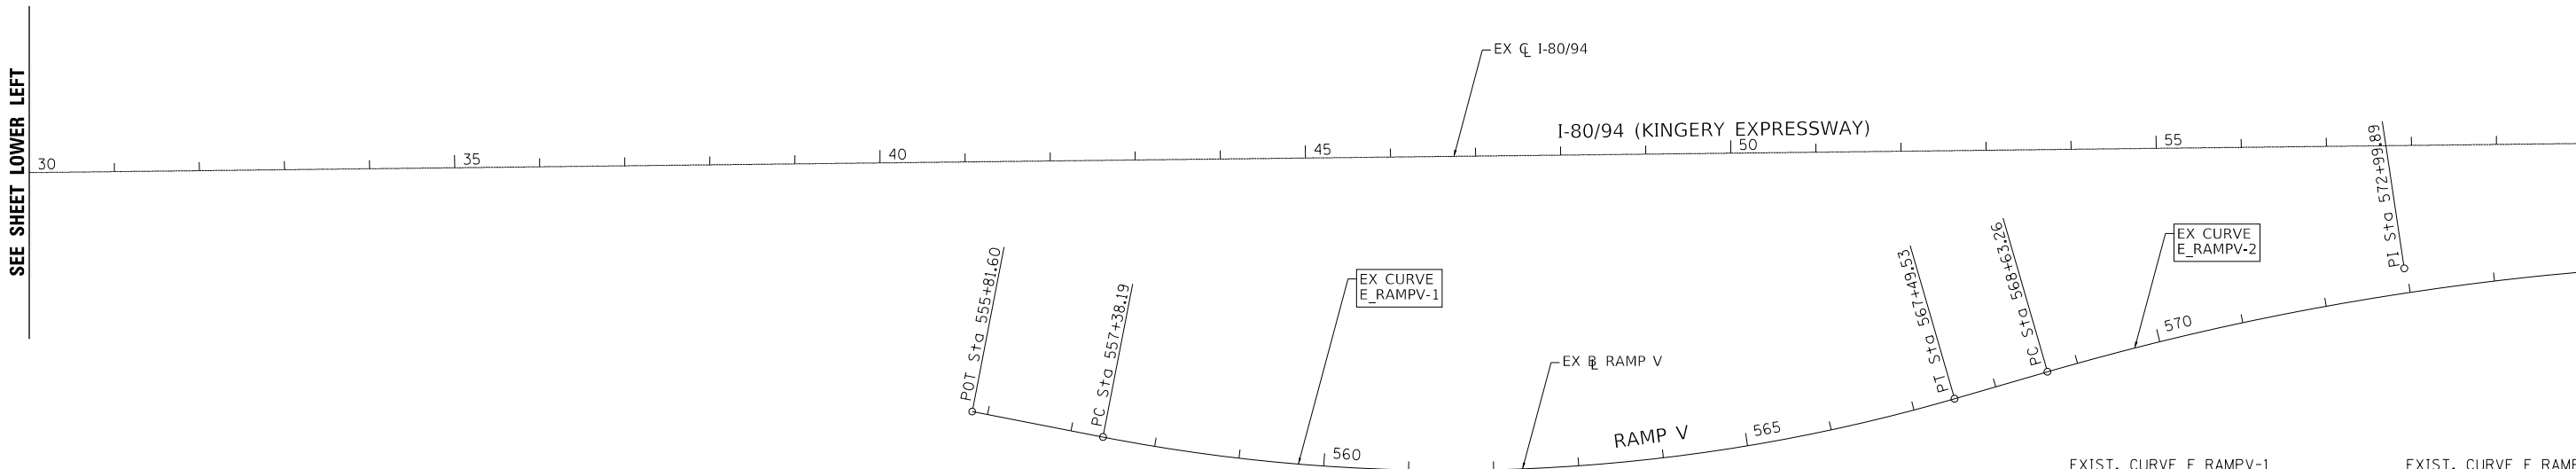 SEE SHEET LOWER LEFT
EX ℄ I-80/94
I-80/94 (KINGERY EXPRESSWAY)
30
35
40
45
50
55
POT Sta 555+81.60
PC Sta 557+38.19
EX CURVE
E_RAMPV-1
EX B̵L RAMP V
PT Sta 567+49.53
PC Sta 568+63.26
EX CURVE
E_RAMPV-2
PI Sta 572+99.89
560
RAMP V
565
570
EXIST. CURVE E_RAMPV-1
EXIST. CURVE E_RAMP